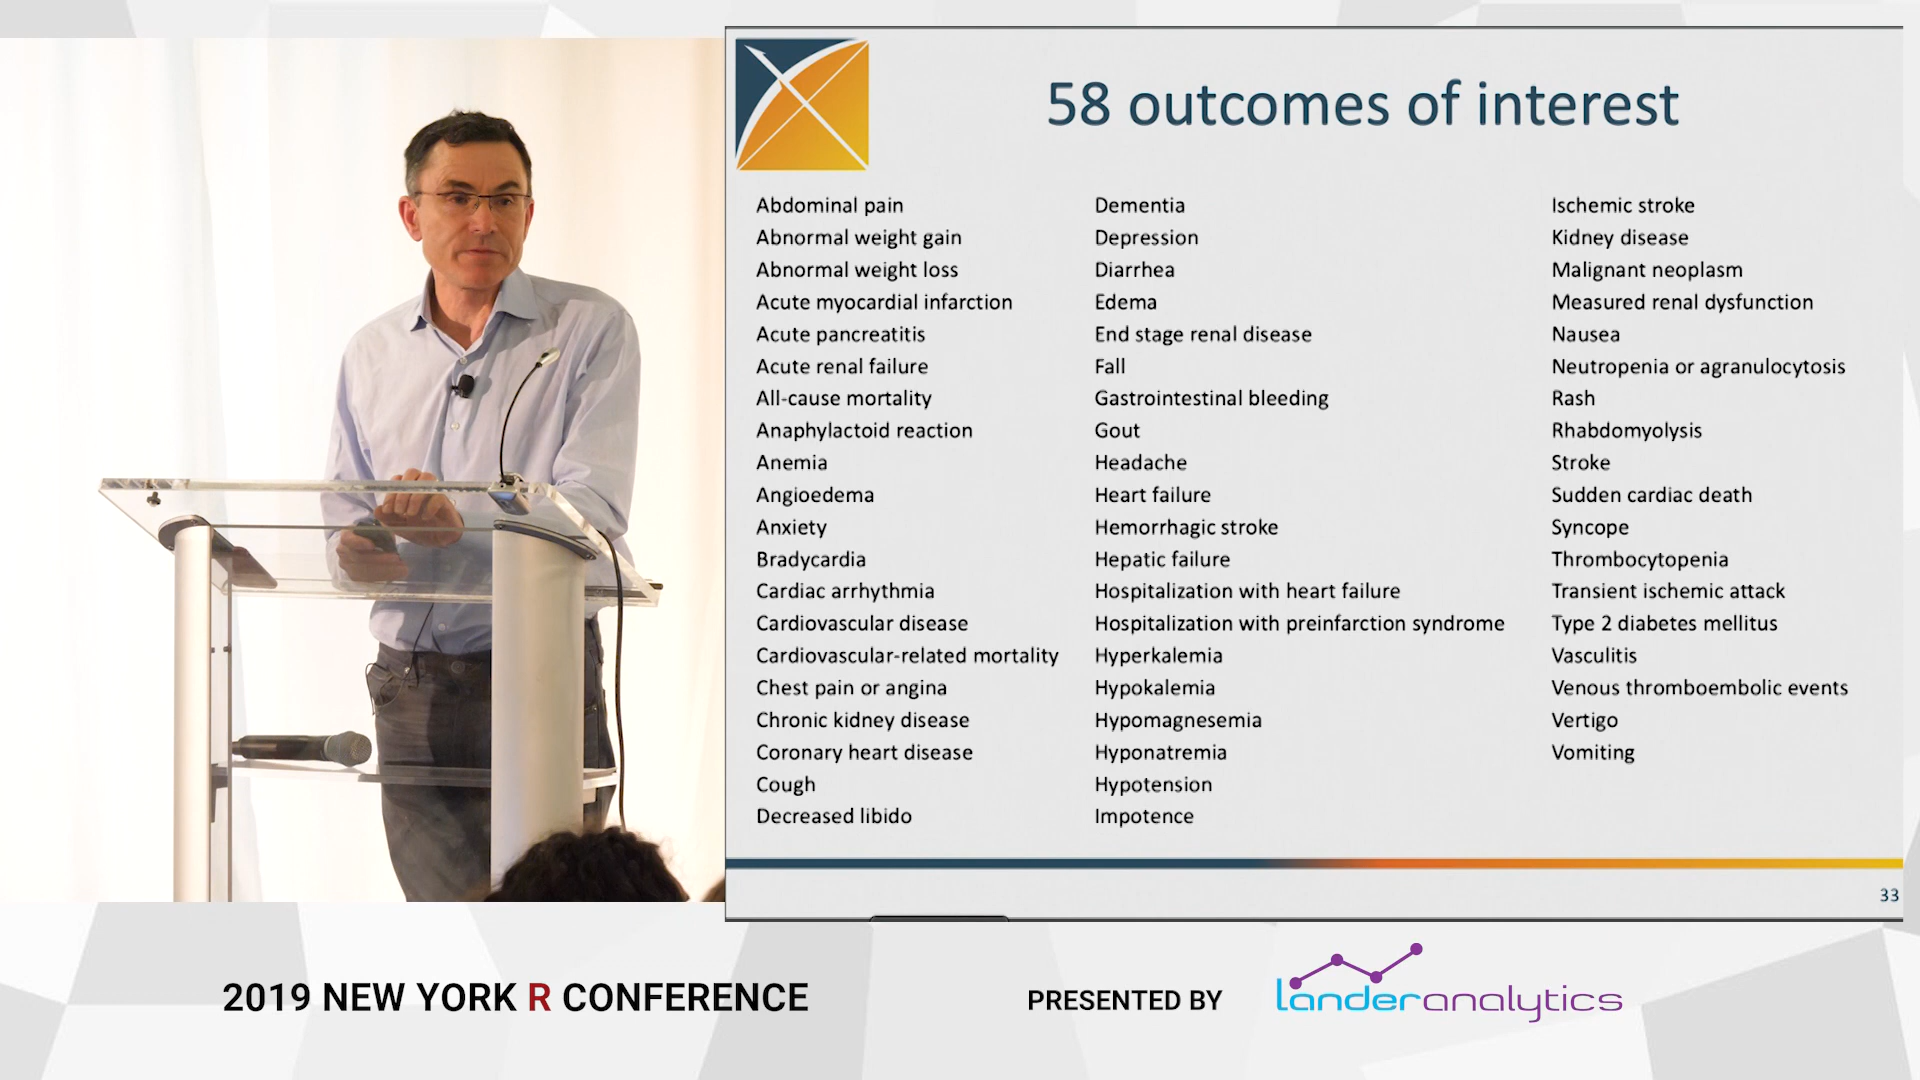 58 outcomes of interest
Abdominal pain
Abnormal weight gain
Abnormal weight loss
Acute myocardial infarction
Acute pancreatitis
Acute renal failure
All-cause mortality
Anaphylactoid reaction
Anemia
Angioedema
Anxiety
Bradycardia
Cardiac arrhythmia
Cardiovascular disease
Cardiovascular-related mortality
Chest pain or angina
Chronic kidney disease
Coronary heart disease
Cough
Decreased libido
Dementia
Depression
Diarrhea
Edema
End stage renal disease
Fall
Gastrointestinal bleeding
Gout
Headache
Heart failure
Hemorrhagic stroke
Hepatic failure
Hospitalization with heart failure
Hospitalization with preinfarction syndrome
Hyperkalemia
Hypokalemia
Hypomagnesemia
Hyponatremia
Hypotension
Impotence
Ischemic stroke
Kidney disease
Malignant neoplasm
Measured renal dysfunction
Nausea
Neutropenia or agranulocytosis
Rash
Rhabdomyolysis
Stroke
Sudden cardiac death
Syncope
Thrombocytopenia
Transient ischemic attack
Type 2 diabetes mellitus
Vasculitis
Venous thromboembolic events
Vertigo
Vomiting
33
2019 NEW YORK R CONFERENCE
PRESENTED BY
landeranalytics